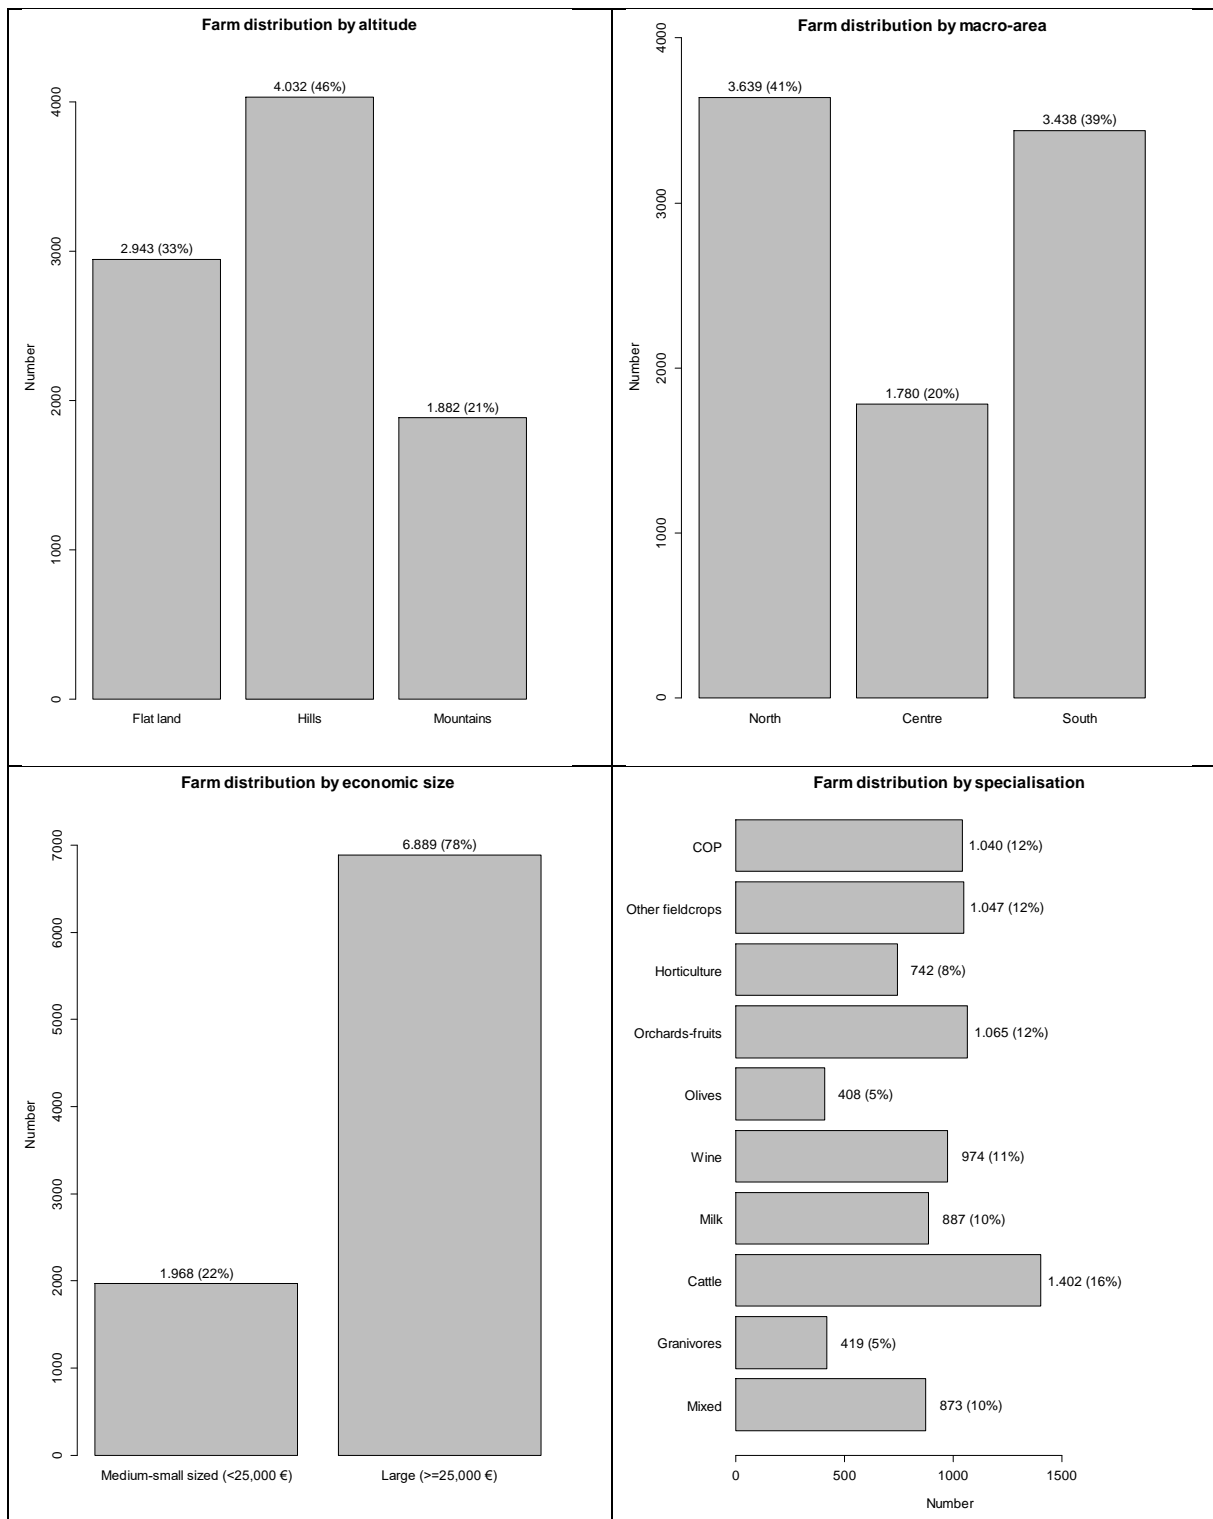 Farm distribution by altitude
4.032 (46%)
2.943 (33%)
1.882 (21%)
Number
0
1000
2000
3000
4000
Flat land
Hills
Mountains
Farm distribution by macro-area
3.639 (41%)
3.438 (39%)
1.780 (20%)
Number
0
1000
2000
3000
4000
North
Centre
South
Farm distribution by economic size
6.889 (78%)
1.968 (22%)
Number
0
1000
2000
3000
4000
5000
6000
7000
Medium-small sized (<25,000 €)
Large (>=25,000 €)
Farm distribution by specialisation
COP 1.040 (12%)
Other fieldcrops 1.047 (12%)
Horticulture 742 (8%)
Orchards-fruits 1.065 (12%)
Olives 408 (5%)
Wine 974 (11%)
Milk 887 (10%)
Cattle 1.402 (16%)
Granivores 419 (5%)
Mixed 873 (10%)
0 500 1000 1500
Number